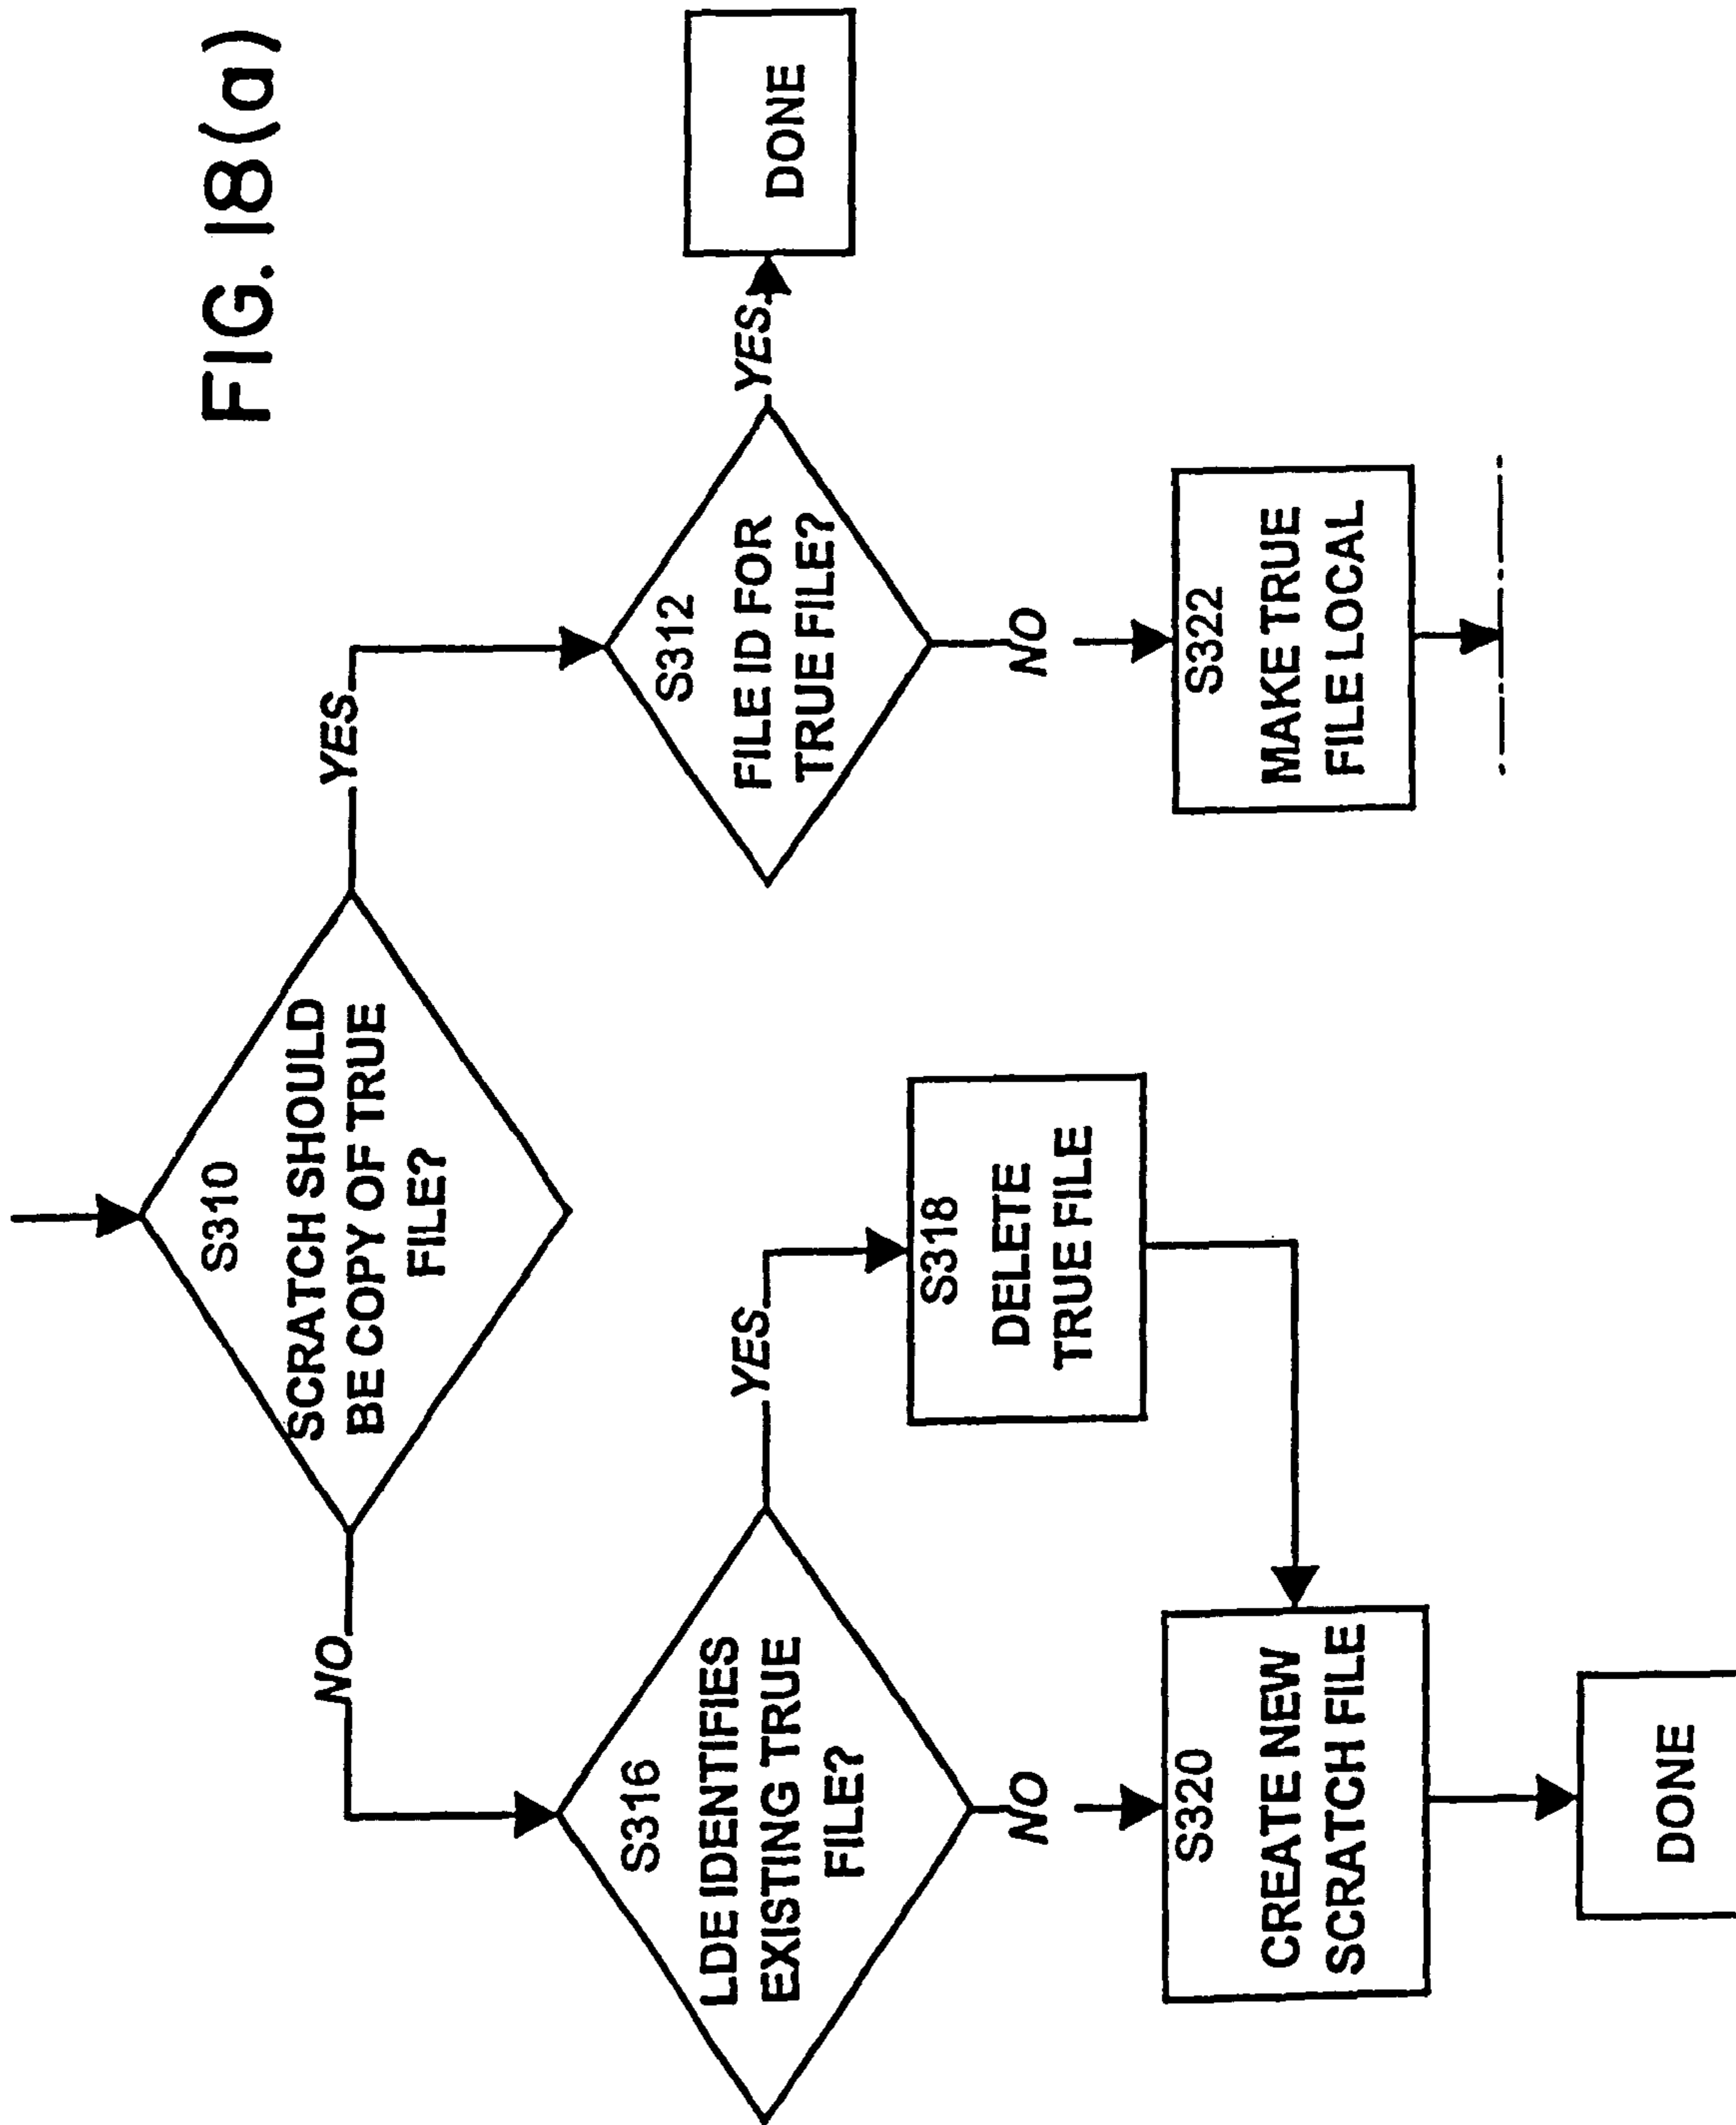 FIG. 18(a)
S310
SCRATCH SHOULD
BE COPY OF TRUE
FILE?
NO
YES
S316
LDE IDENTIFIES
EXISTING TRUE
FILE?
YES
NO
S318
DELETE
TRUE FILE
S320
CREATE NEW
SCRATCH FILE
DONE
S312
FILE ID FOR
TRUE FILE?
YES
DONE
NO
S322
MAKE TRUE
FILE LOCAL